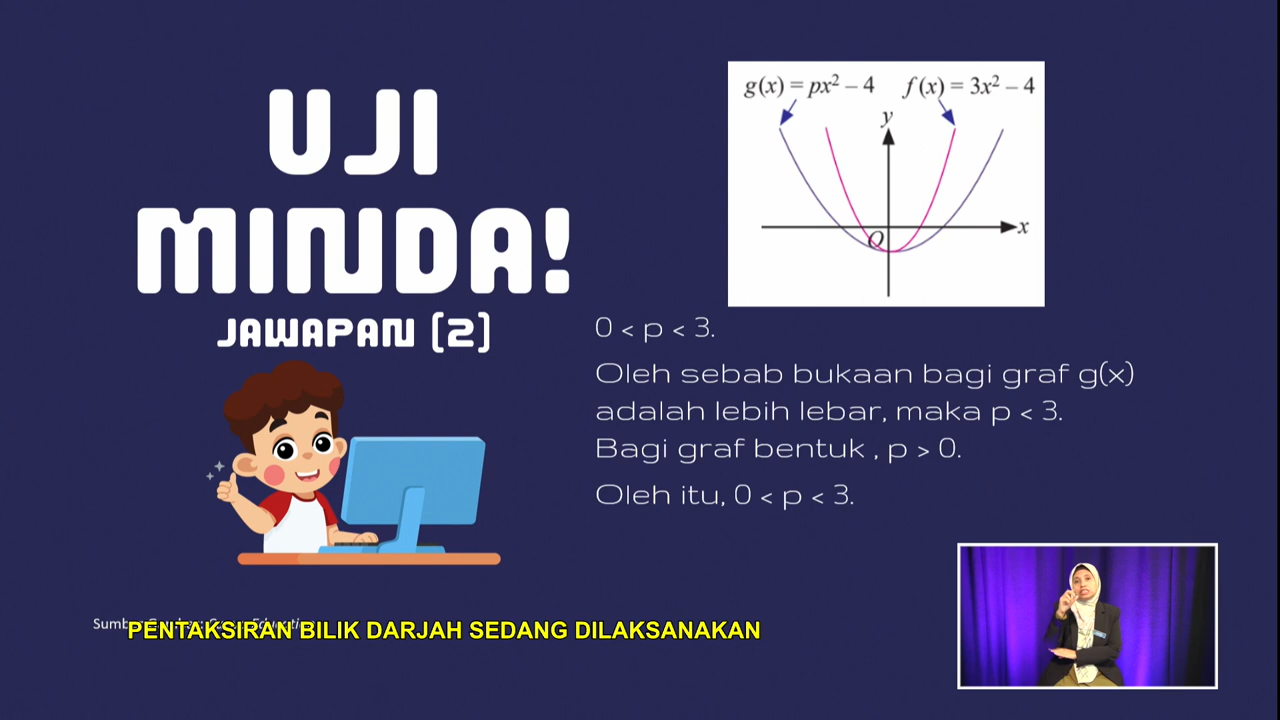 UJI
MINDA!
JAWAPAN (2)
g(x) = px² – 4 f(x) = 3x² – 4
y
x
O
0 < p < 3.
Oleh sebab bukaan bagi graf g(x)
adalah lebih lebar, maka p < 3.
Bagi graf bentuk , p > 0.
Oleh itu, 0 < p < 3.
PENTAKSIRAN BILIK DARJAH SEDANG DILAKSANAKAN